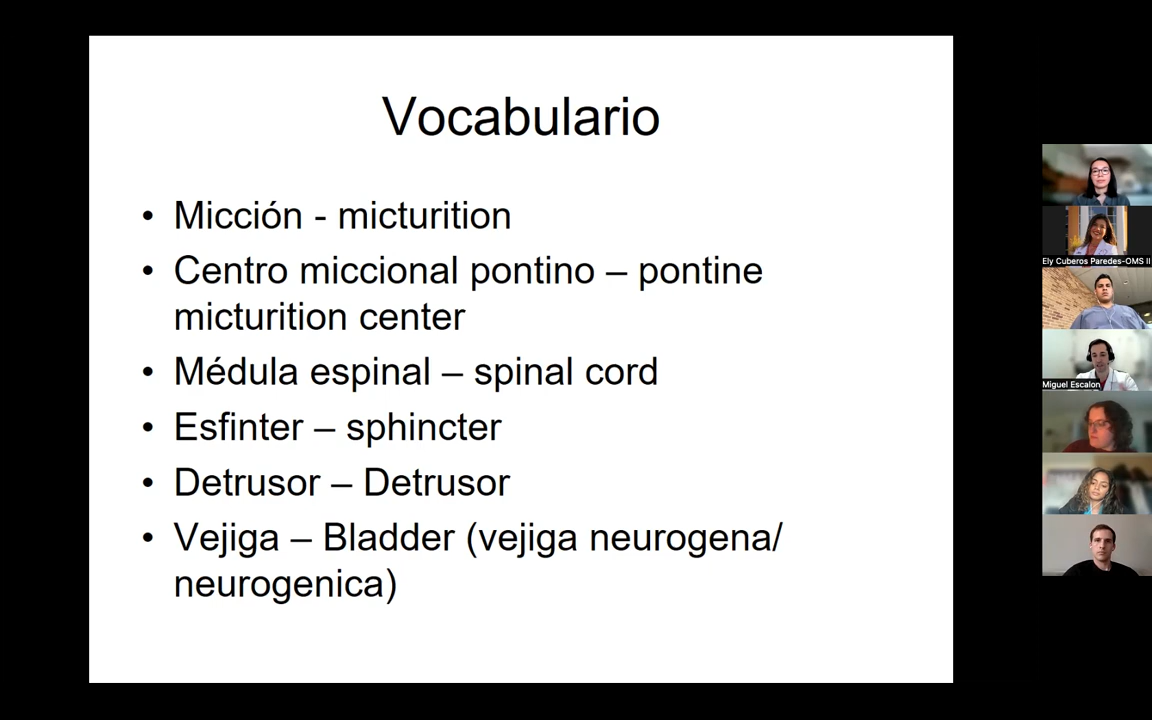 Vocabulario
• Micción - micturition
• Centro miccional pontino – pontine
micturition center
• Médula espinal – spinal cord
• Esfinter – sphincter
• Detrusor – Detrusor
• Vejiga – Bladder (vejiga neurogena/
neurogenica)
Ely Cuberos Paredes-OMS II
Miguel Escalon